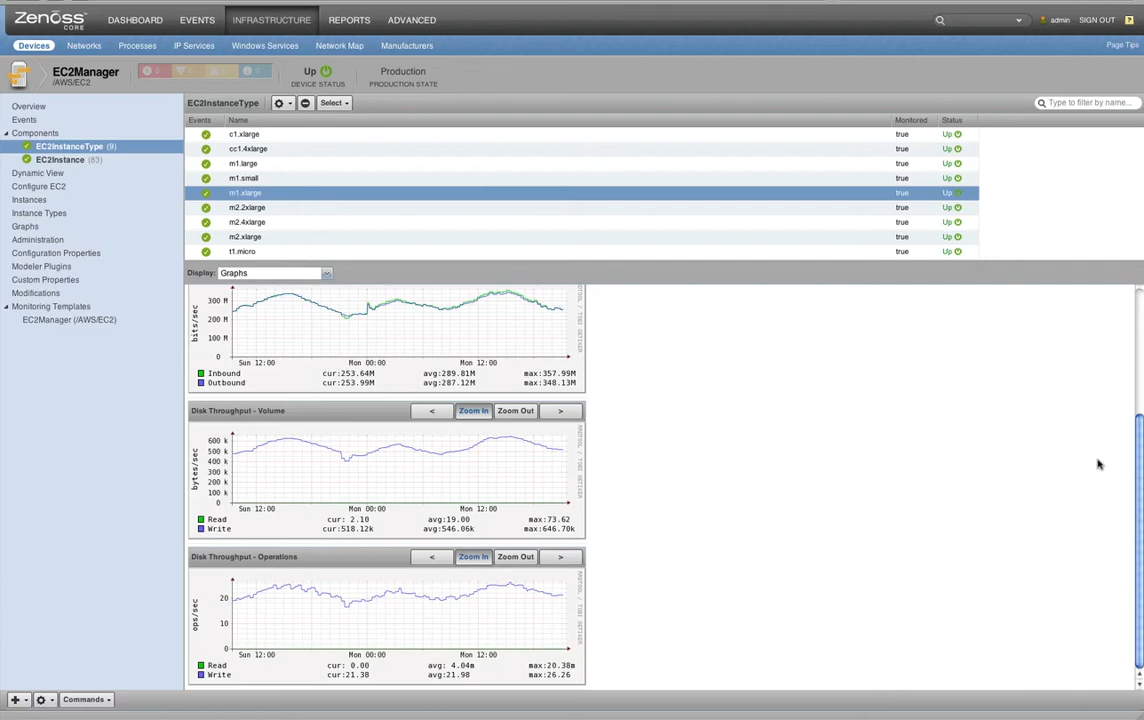 zenoss CORE
DASHBOARD EVENTS INFRASTRUCTURE REPORTS ADVANCED
admin SIGN OUT ?
Devices Networks Processes IP Services Windows Services Network Map Manufacturers Page Tips
EC2Manager
/AWS/EC2
0 0 0 0
Up
DEVICE STATUS
Production
PRODUCTION STATE
Overview
Events
Components
EC2InstanceType (9)
EC2Instance (83)
Dynamic View
Configure EC2
Instances
Instance Types
Graphs
Administration
Configuration Properties
Modeler Plugins
Custom Properties
Modifications
Monitoring Templates
EC2Manager (/AWS/EC2)
EC2InstanceType Select Type to filter by name...
Events Name Monitored Status
c1.xlarge true Up
cc1.4xlarge true Up
m1.large true Up
m1.small true Up
m1.xlarge true Up
m2.2xlarge true Up
m2.4xlarge true Up
m2.xlarge true Up
t1.micro true Up
Display: Graphs
bits/sec
300 M
200 M
100 M
0
Sun 12:00 Mon 00:00 Mon 12:00
Inbound cur:253.64M avg:289.81M max:357.99M
Outbound cur:253.99M avg:287.12M max:348.13M
Disk Throughput - Volume < Zoom In Zoom Out >
bytes/sec
600 k
500 k
400 k
300 k
200 k
100 k
0
RRDTOOL / TOBI OETIKER
Sun 12:00 Mon 00:00 Mon 12:00
Read cur: 2.10 avg:19.00 max:73.62
Write cur:518.12k avg:546.06k max:646.70k
Disk Throughput - Operations < Zoom In Zoom Out >
ops/sec
20
10
0
RRDTOOL / TOBI OETIKER
Sun 12:00 Mon 00:00 Mon 12:00
Read cur: 0.00 avg: 4.04m max:20.38m
Write cur:21.38 avg:21.98 max:26.26
Commands